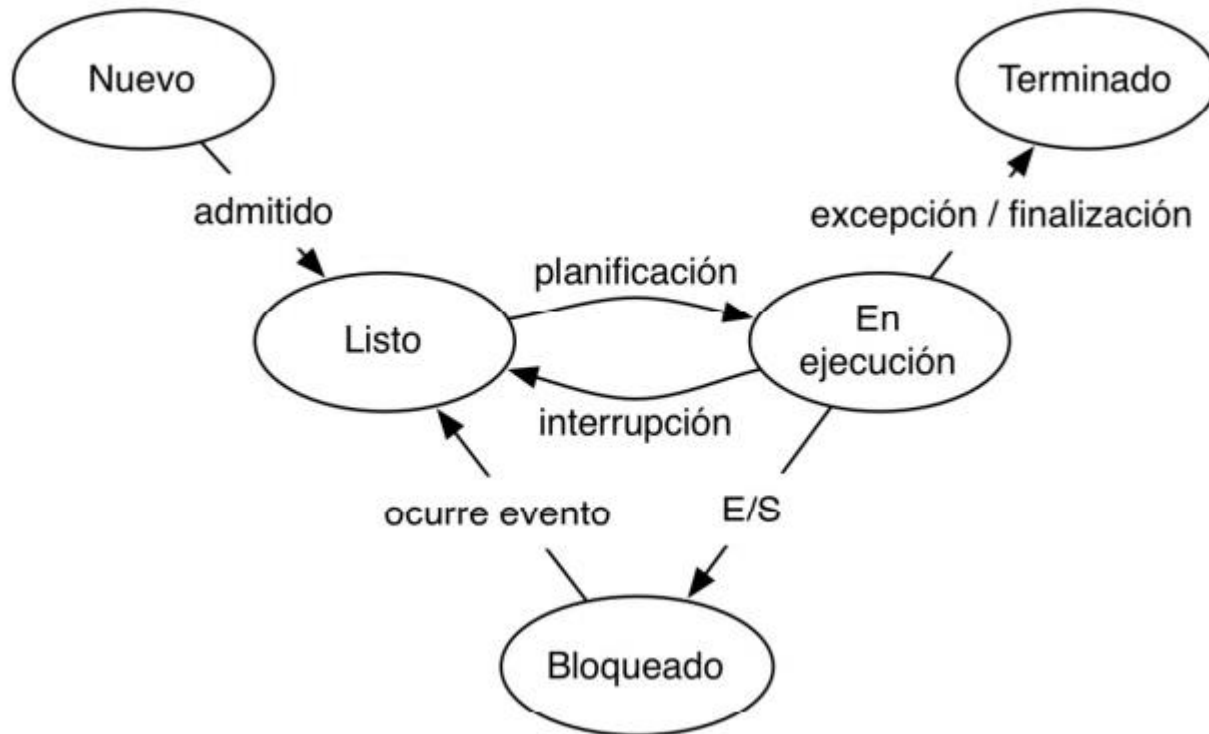 Nuevo
Terminado
admitido
excepción / finalización
planificación
Listo
En
ejecución
interrupción
ocurre evento
E/S
Bloqueado